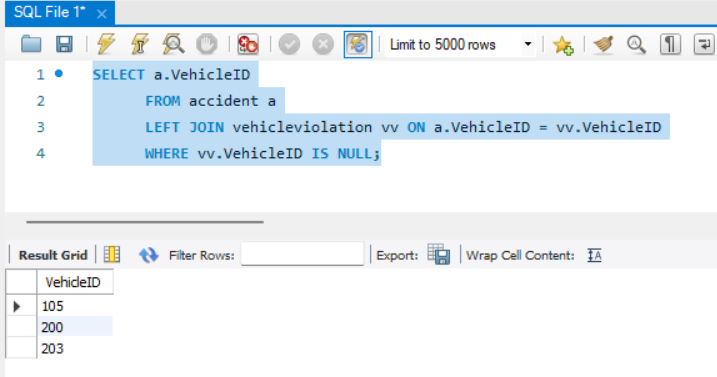 SQL File 1*
Limit to 5000 rows
1 SELECT a.VehicleID
2 FROM accident a
3 LEFT JOIN vehicleviolation vv ON a.VehicleID = vv.VehicleID
4 WHERE vv.VehicleID IS NULL;
Result Grid Filter Rows: Export: Wrap Cell Content:
VehicleID
105
200
203